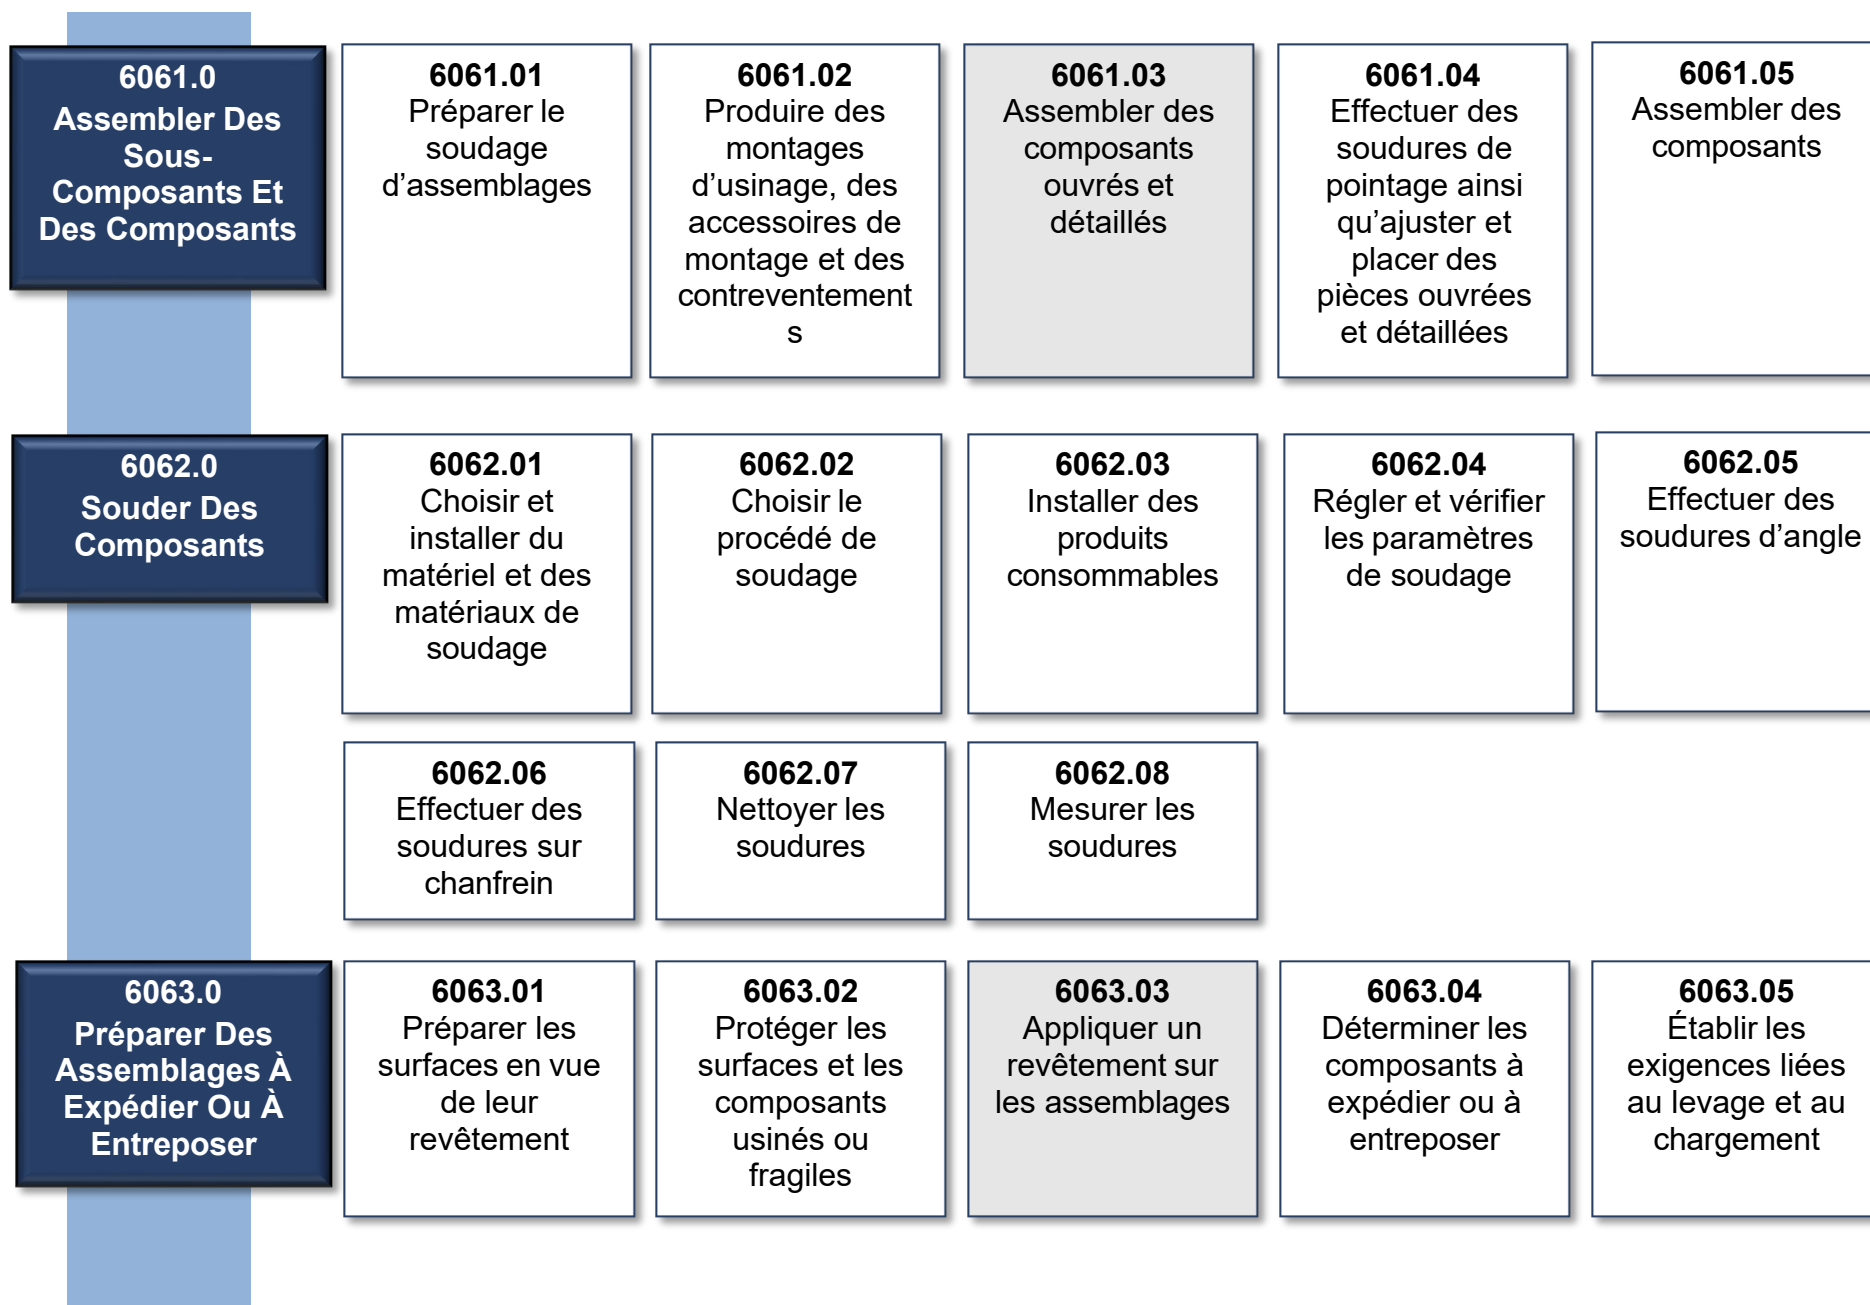 6061.0
Assembler Des
Sous-
Composants Et
Des Composants
6061.01
Préparer le
soudage
d’assemblages
6061.02
Produire des
montages
d’usinage, des
accessoires de
montage et des
contreventement
s
6061.03
Assembler des
composants
ouvrés et
détaillés
6061.04
Effectuer des
soudures de
pointage ainsi
qu’ajuster et
placer des
pièces ouvrées
et détaillées
6061.05
Assembler des
composants
6062.0
Souder Des
Composants
6062.01
Choisir et
installer du
matériel et des
matériaux de
soudage
6062.02
Choisir le
procédé de
soudage
6062.03
Installer des
produits
consommables
6062.04
Régler et vérifier
les paramètres
de soudage
6062.05
Effectuer des
soudures d’angle
6062.06
Effectuer des
soudures sur
chanfrein
6062.07
Nettoyer les
soudures
6062.08
Mesurer les
soudures
6063.0
Préparer Des
Assemblages À
Expédier Ou À
Entreposer
6063.01
Préparer les
surfaces en vue
de leur
revêtement
6063.02
Protéger les
surfaces et les
composants
usinés ou
fragiles
6063.03
Appliquer un
revêtement sur
les assemblages
6063.04
Déterminer les
composants à
expédier ou à
entreposer
6063.05
Établir les
exigences liées
au levage et au
chargement